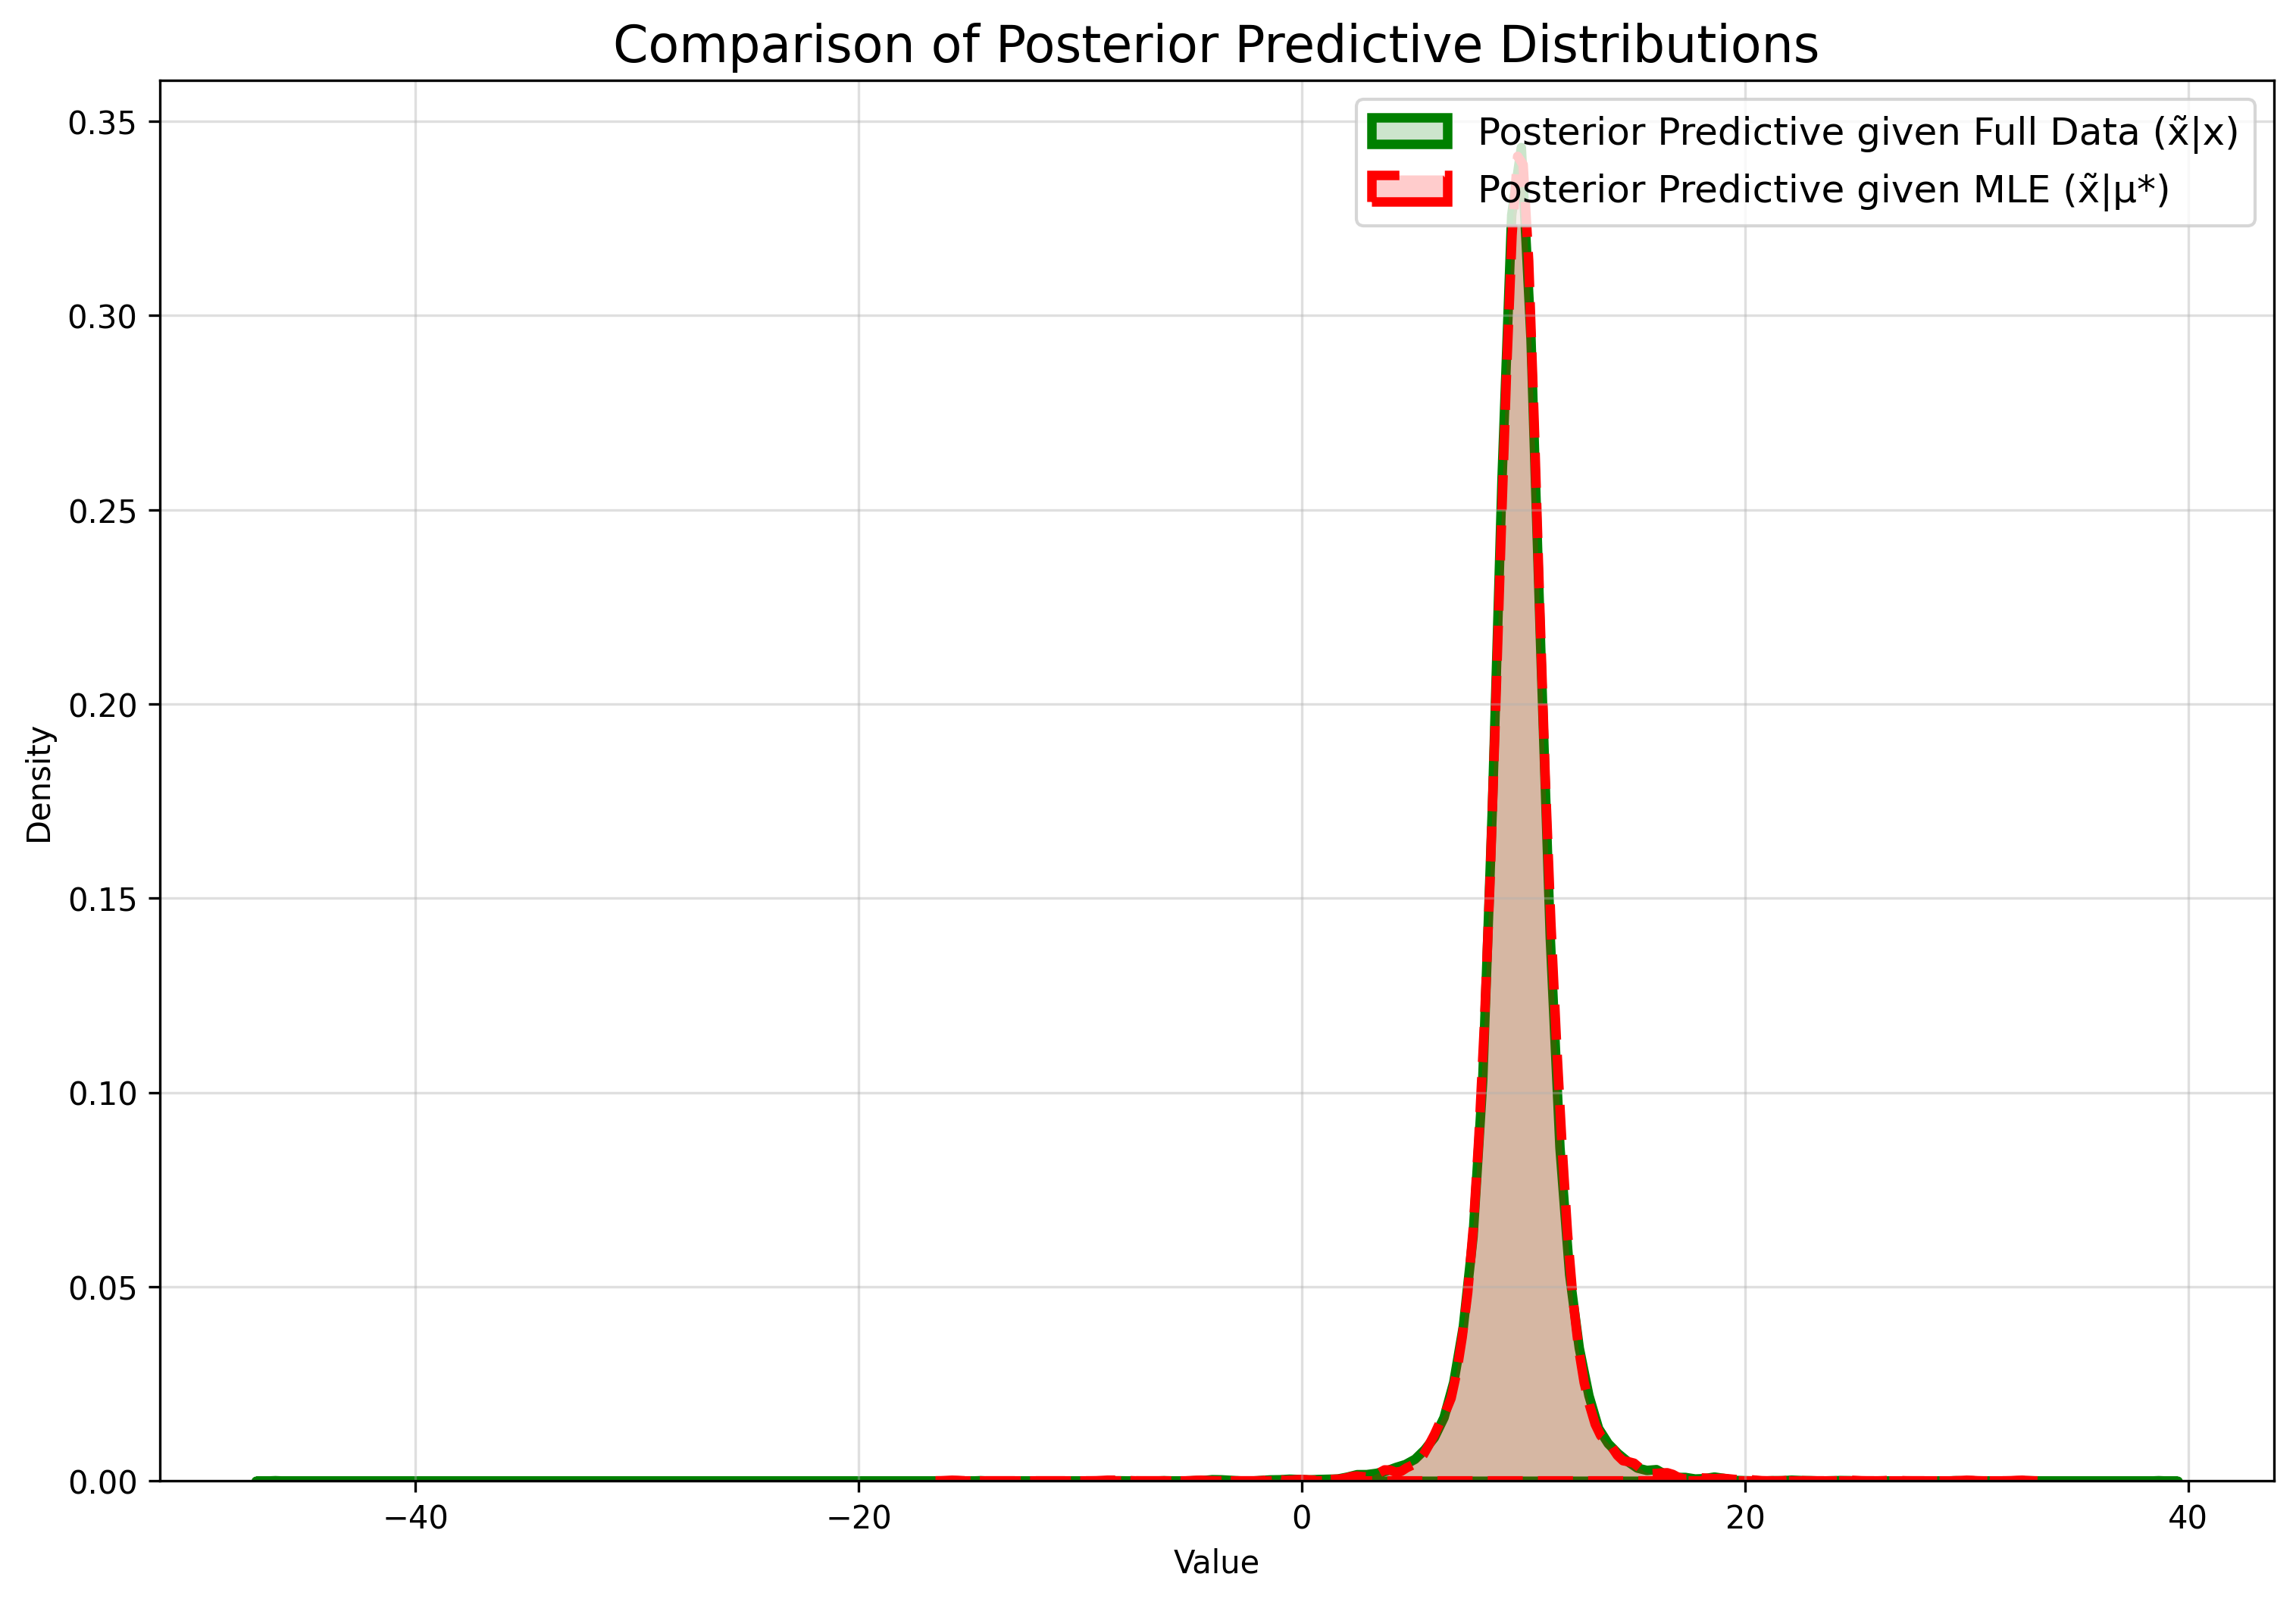 Comparison of Posterior Predictive Distributions
Posterior Predictive given Full Data (x̃|x)
Posterior Predictive given MLE (x̃|μ*)
0.35
0.30
0.25
0.20
0.15
0.10
0.05
0.00
Density
−40
−20
0
20
40
Value